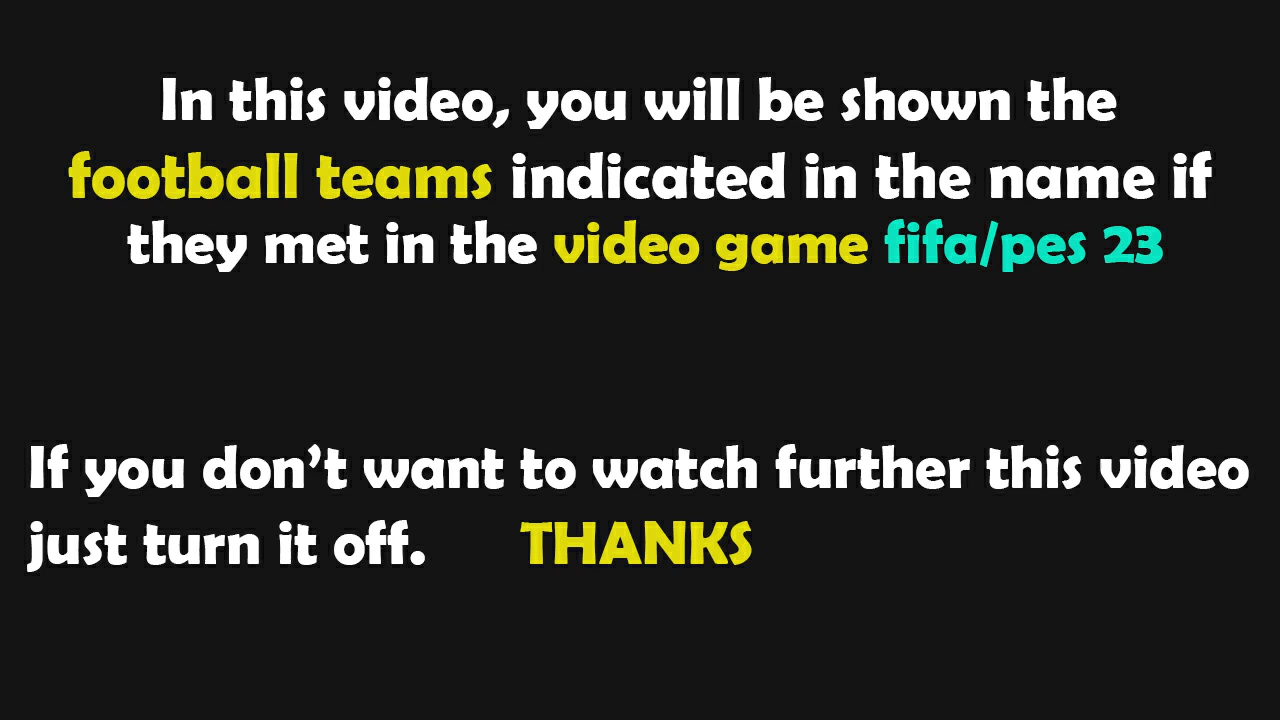 In this video, you will be shown the
football teams indicated in the name if
they met in the video game fifa/pes 23
If you don't want to watch further this video
just turn it off. THANKS